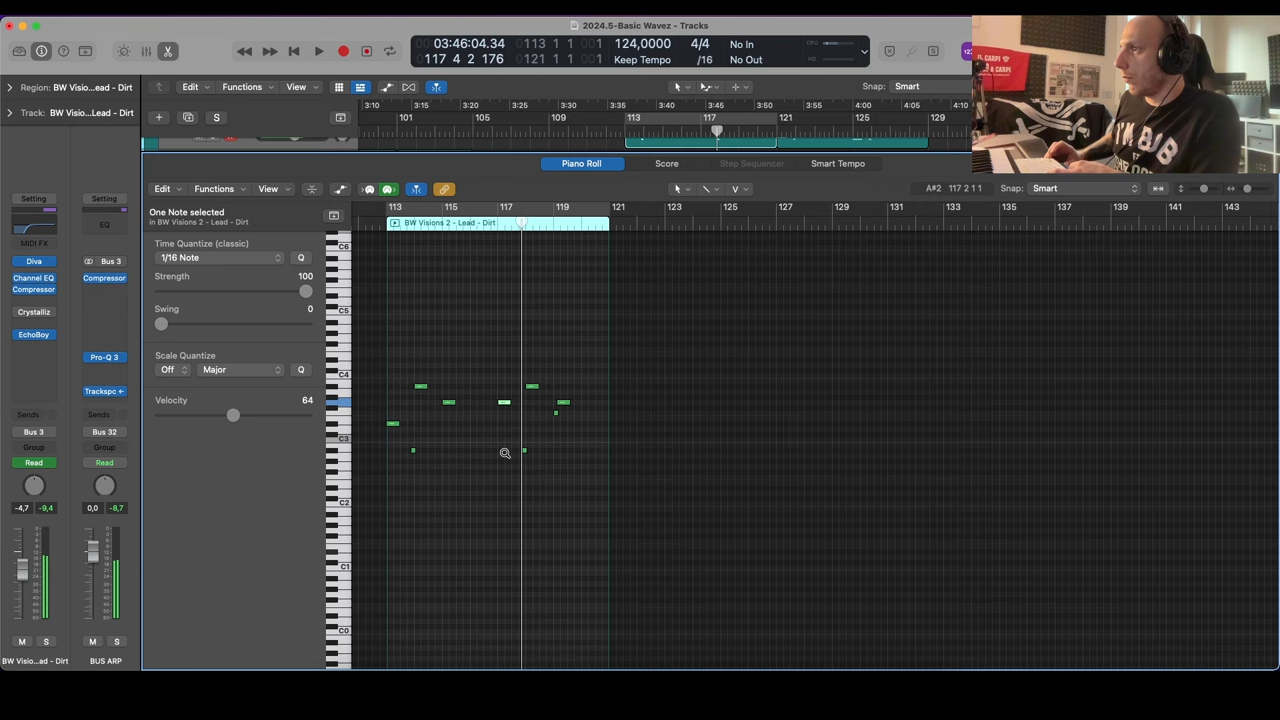 2024.5-Basic Wavez - Tracks
03:46:04.34
0113 1 1 001
117 4 2 176
124,0000
Keep Tempo
4/4
/16
No In
No Out
CPU
HD
Region: BW Visio...ead - Dirt
Edit
Functions
View
Snap: Smart
Track: BW Visio...Lead - Dirt
S
3:10 3:15 3:20 3:25 3:30 3:35 3:40 3:45 3:50 3:55 4:00 4:05 4:10
101 105 109 113 117 121 125 129
Piano Roll
Score
Step Sequencer
Smart Tempo
Edit
Functions
View
A#2 117 2 1 1
Snap: Smart
V
113 115 117 119 121 123 125 127 129 131 133 135 137 139 141 143
BW Visions 2 - Lead - Dirt
One Note selected
in BW Visions 2 - Lead - Dirt
Time Quantize (classic)
1/16 Note
Q
Strength 100
Swing 0
Scale Quantize
Off
Major
Q
Velocity 64
C6
C5
C4
C3
C2
C1
C0
Setting
MIDI FX
Diva
Channel EQ
Compressor
Crystalliz
EchoBoy
Sends
Bus 3
Group
Read
-4,7 -9,4
M S
BW Visio...ad - Dirt
Setting
EQ
Bus 3
Compressor
Pro-Q 3
Trackspc
Sends
Bus 32
Group
Read
0,0 -8,7
M S
BUS ARP